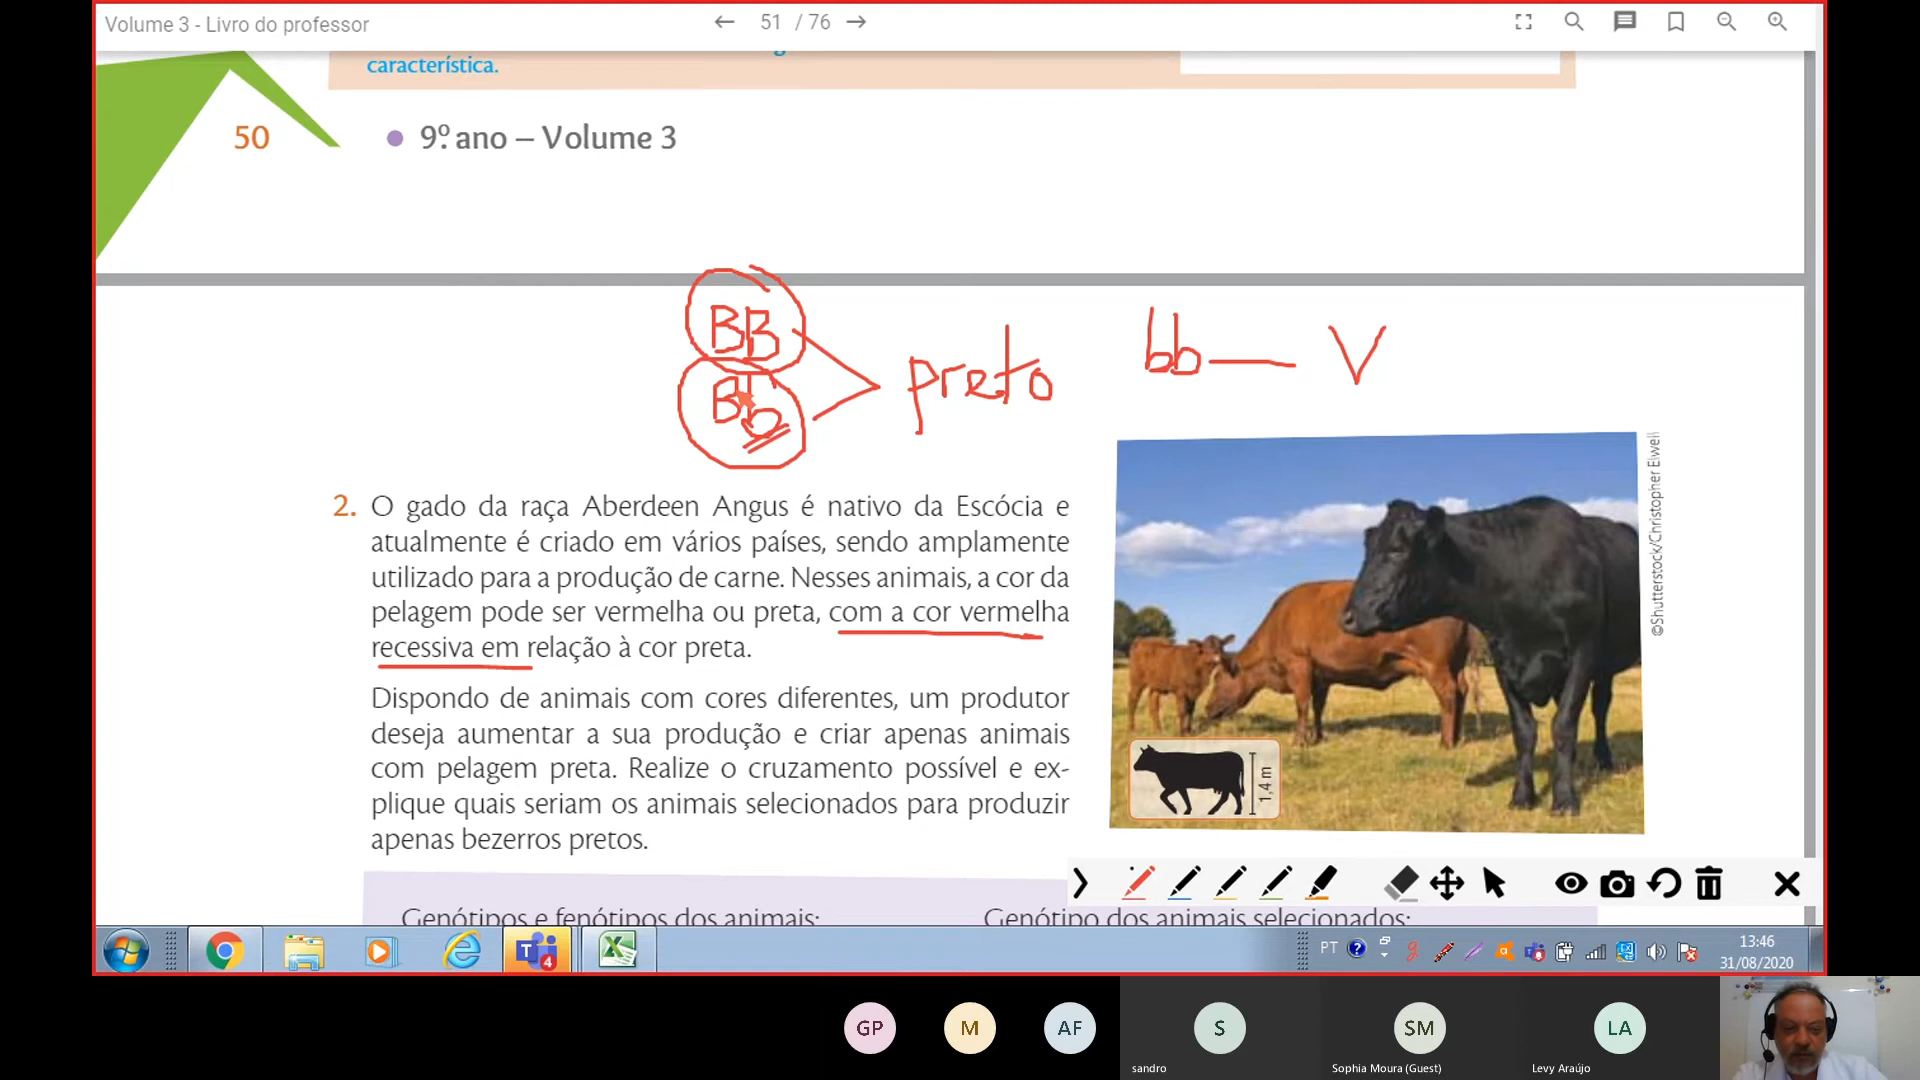 Volume 3 - Livro do professor
51 / 76
característica.
50
9º. ano – Volume 3
BB
Bb
preto
bb — V
2. O gado da raça Aberdeen Angus é nativo da Escócia e
atualmente é criado em vários países, sendo amplamente
utilizado para a produção de carne. Nesses animais, a cor da
pelagem pode ser vermelha ou preta, com a cor vermelha
recessiva em relação à cor preta.
Dispondo de animais com cores diferentes, um produtor
deseja aumentar a sua produção e criar apenas animais
com pelagem preta. Realize o cruzamento possível e ex-
plique quais seriam os animais selecionados para produzir
apenas bezerros pretos.
©Shutterstock/Christopher Elwell
1,4 m
Genótipos e fenótipos dos animais:
Genótipo dos animais selecionados:
PT
13:46
31/08/2020
GP
M
AF
S
SM
LA
sandro
Sophia Moura (Guest)
Levy Araújo